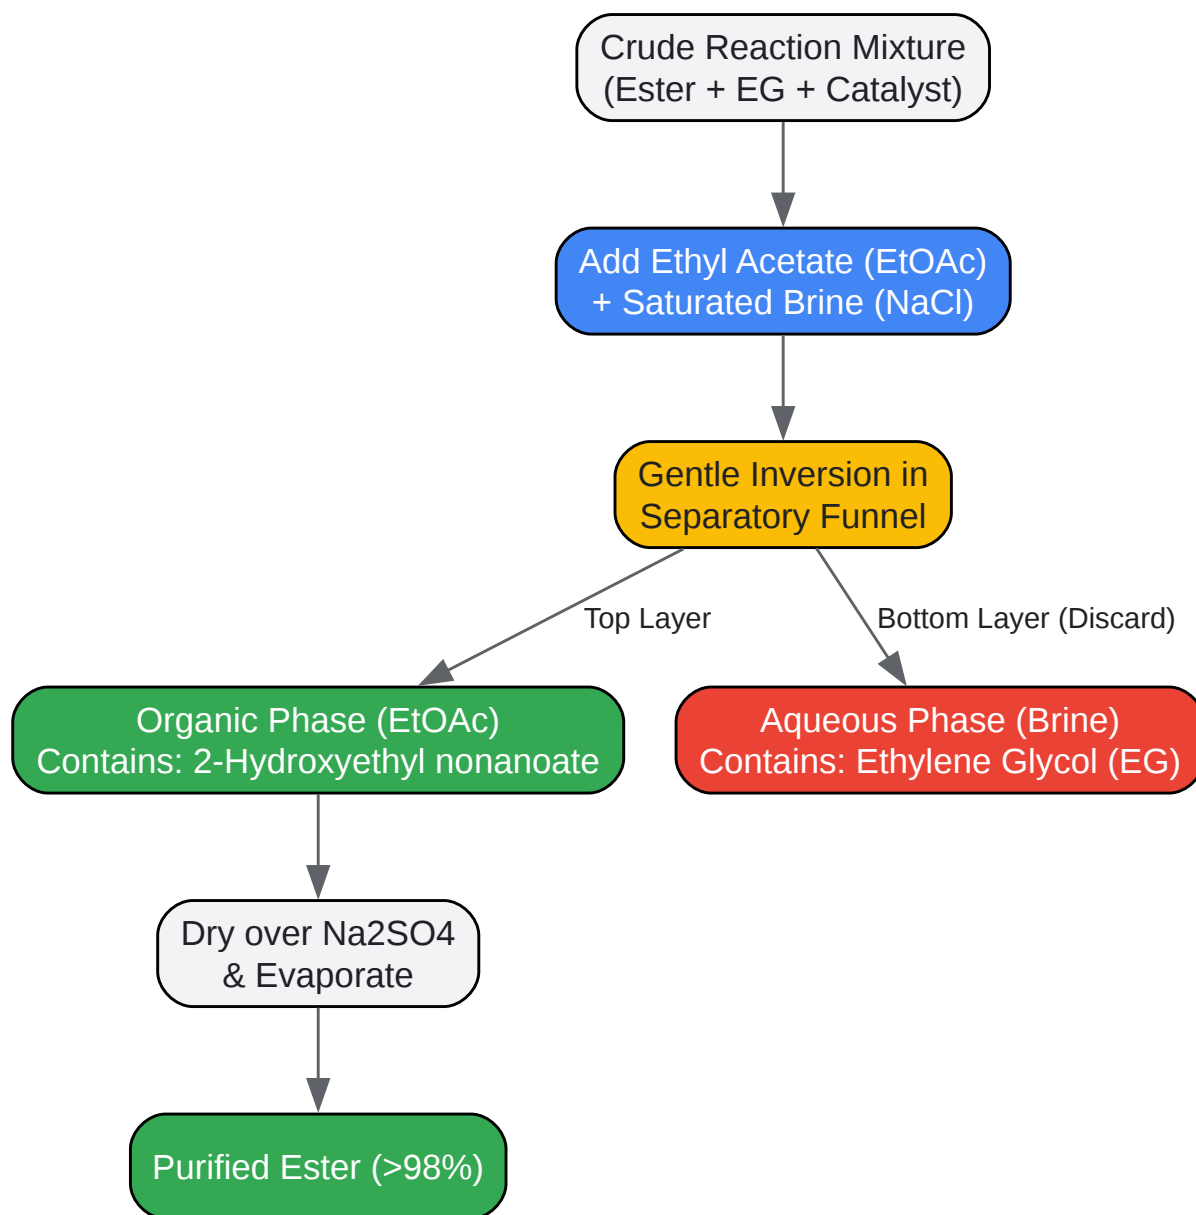 Crude Reaction Mixture
(Ester + EG + Catalyst)
Add Ethyl Acetate (EtOAc)
+ Saturated Brine (NaCl)
Gentle Inversion in
Separatory Funnel
Top Layer
Bottom Layer (Discard)
Organic Phase (EtOAc)
Contains: 2-Hydroxyethyl nonanoate
Aqueous Phase (Brine)
Contains: Ethylene Glycol (EG)
Dry over Na2SO4
& Evaporate
Purified Ester (>98%)